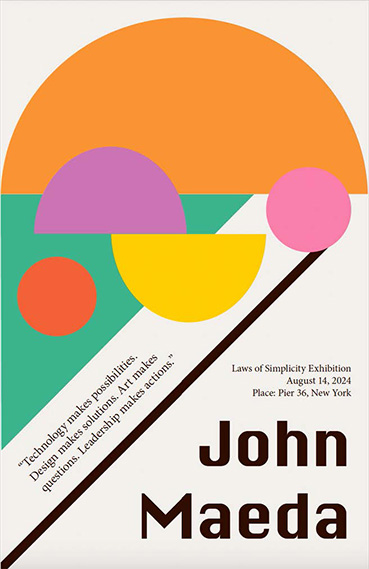 “Technology makes possibilities.
Design makes solutions. Art makes
questions. Leadership makes actions.”
Laws of Simplicity Exhibition
August 14, 2024
Place: Pier 36, New York
John
Maeda